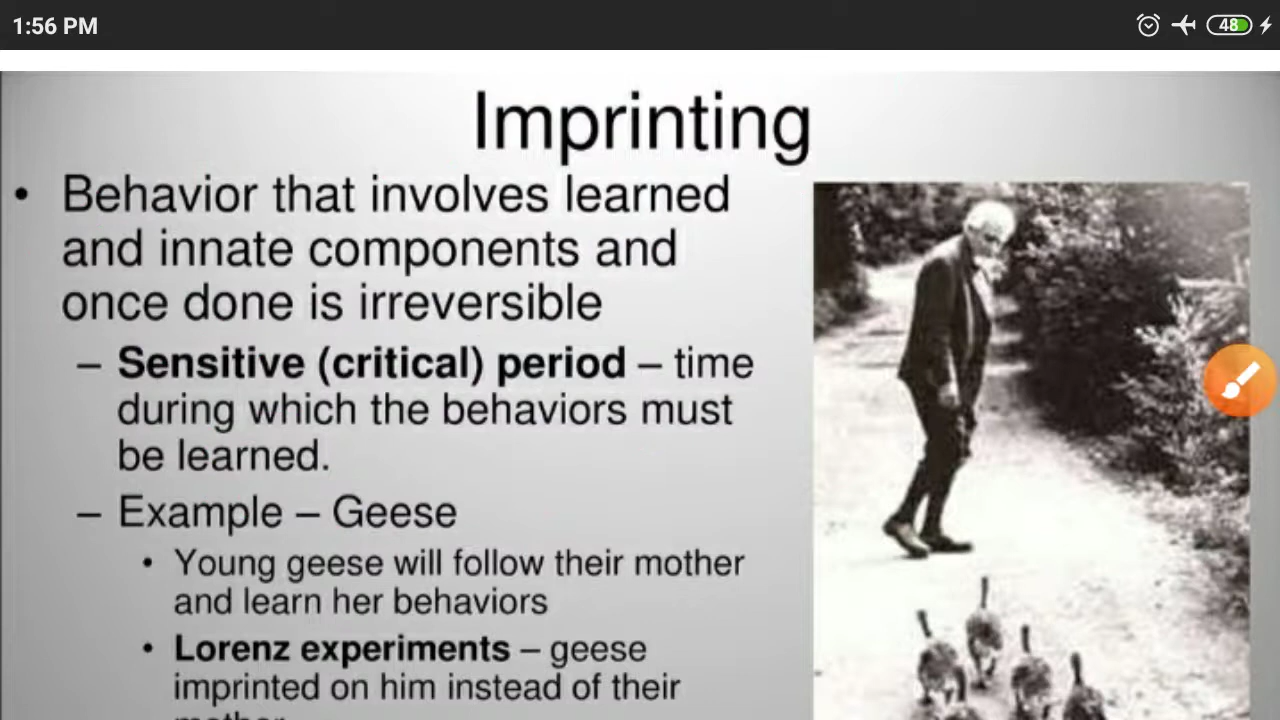 1:56 PM
48
Imprinting
• Behavior that involves learned
and innate components and
once done is irreversible
– Sensitive (critical) period – time
during which the behaviors must
be learned.
– Example – Geese
• Young geese will follow their mother
and learn her behaviors
• Lorenz experiments – geese
imprinted on him instead of their